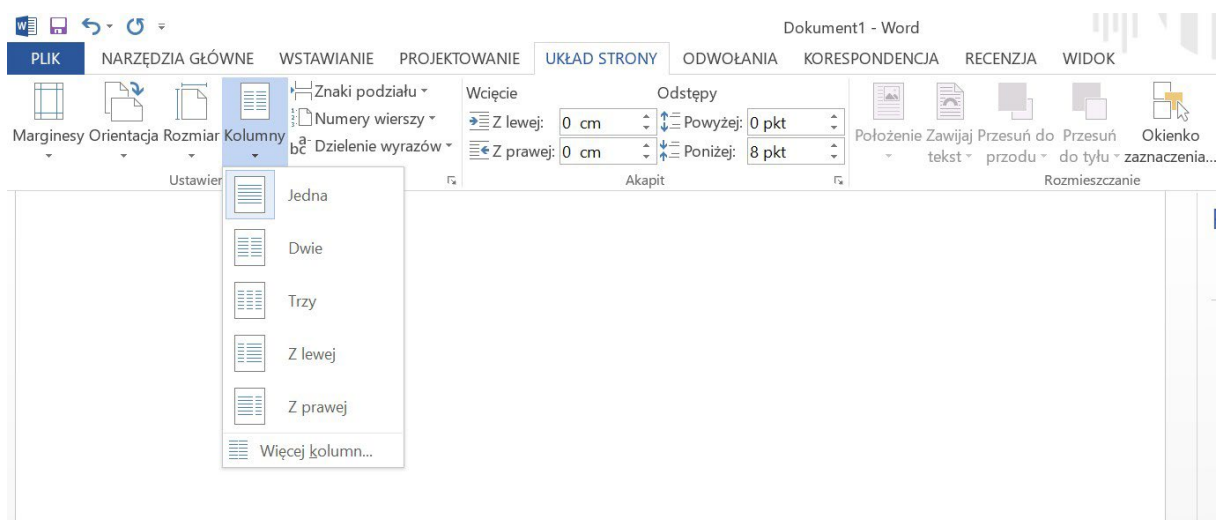 Dokument1 - Word
PLIK NARZĘDZIA GŁÓWNE WSTAWIANIE PROJEKTOWANIE UKŁAD STRONY ODWOŁANIA KORESPONDENCJA RECENZJA WIDOK
Marginesy Orientacja Rozmiar Kolumny
Znaki podziału
Numery wierszy
Dzielenie wyrazów
Ustawien
Wcięcie Odstępy
Z lewej: 0 cm Powyżej: 0 pkt
Z prawej: 0 cm Poniżej: 8 pkt
Akapit
Położenie Zawijaj tekst Przesuń do przodu Przesuń do tyłu Okienko zaznaczenia...
Rozmieszczanie
Jedna
Dwie
Trzy
Z lewej
Z prawej
Więcej kolumn...